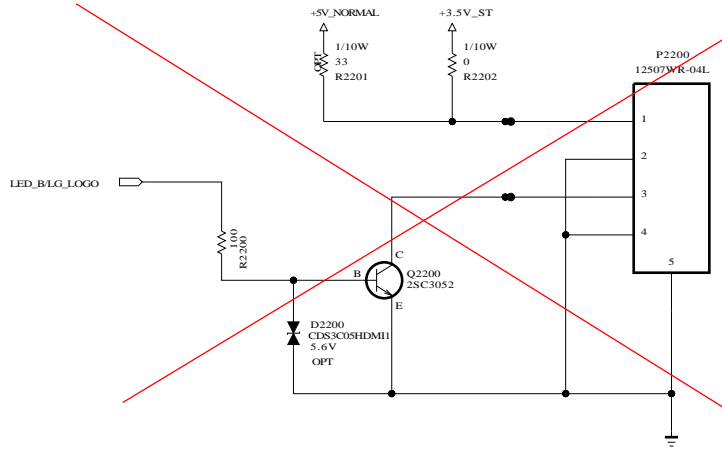 +5V_NORMAL
+3.5V_ST
OPT
1/10W
33
R2201
1/10W
0
R2202
P2200
12507WR-04L
1
2
3
4
5
LED_B/LG_LOGO
100
R2200
C
B
E
Q2200
2SC3052
D2200
CDS3C05HDMI1
5.6V
OPT